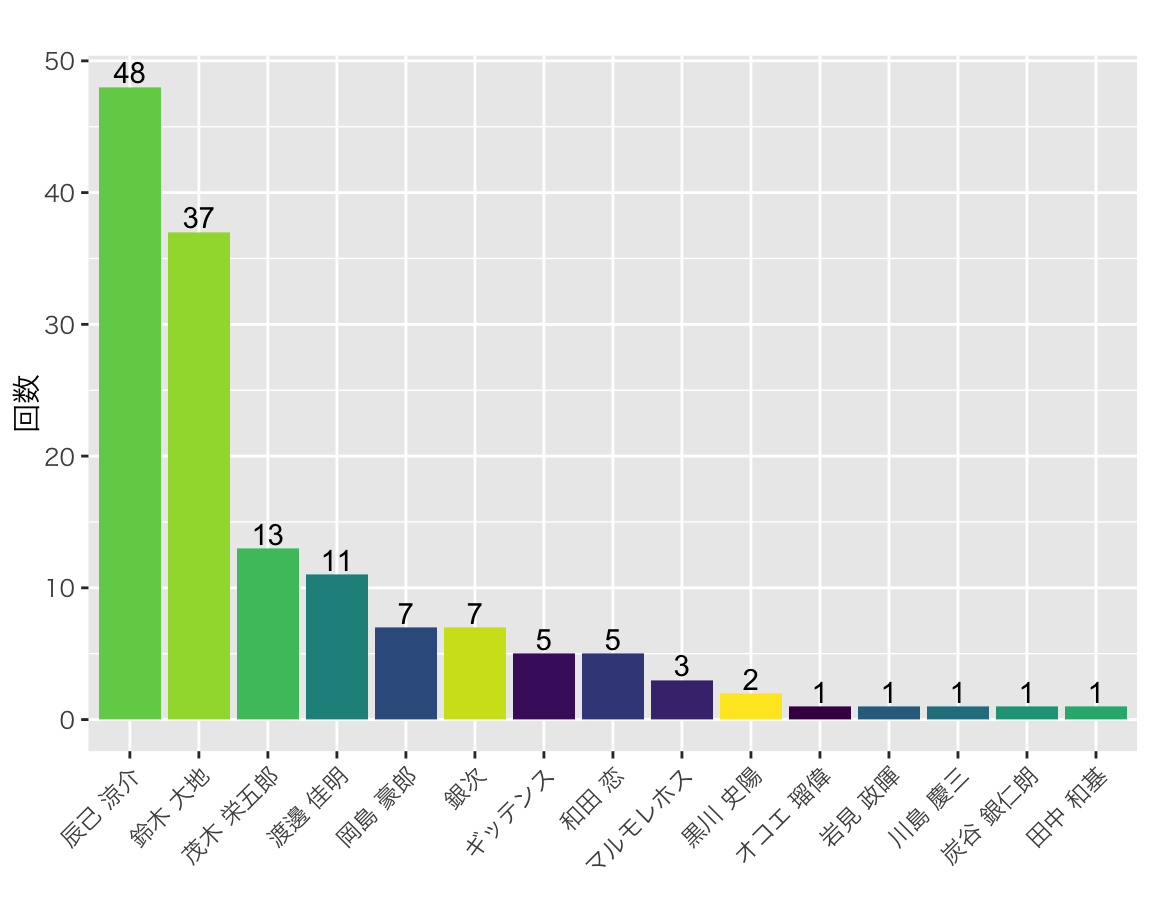 50
40
30
20
10
0
回数
48
37
13
11
7
7
5
5
3
2
1
1
1
1
1
辰己 涼介
鈴木 大地
茂木 栄五郎
渡邊 佳明
岡島 豪郎
銀次
ギッテンス
和田 恋
マルモレホス
黒川 史陽
オコエ 瑠偉
岩見 政暉
川島 慶三
炭谷 銀仁朗
田中 和基